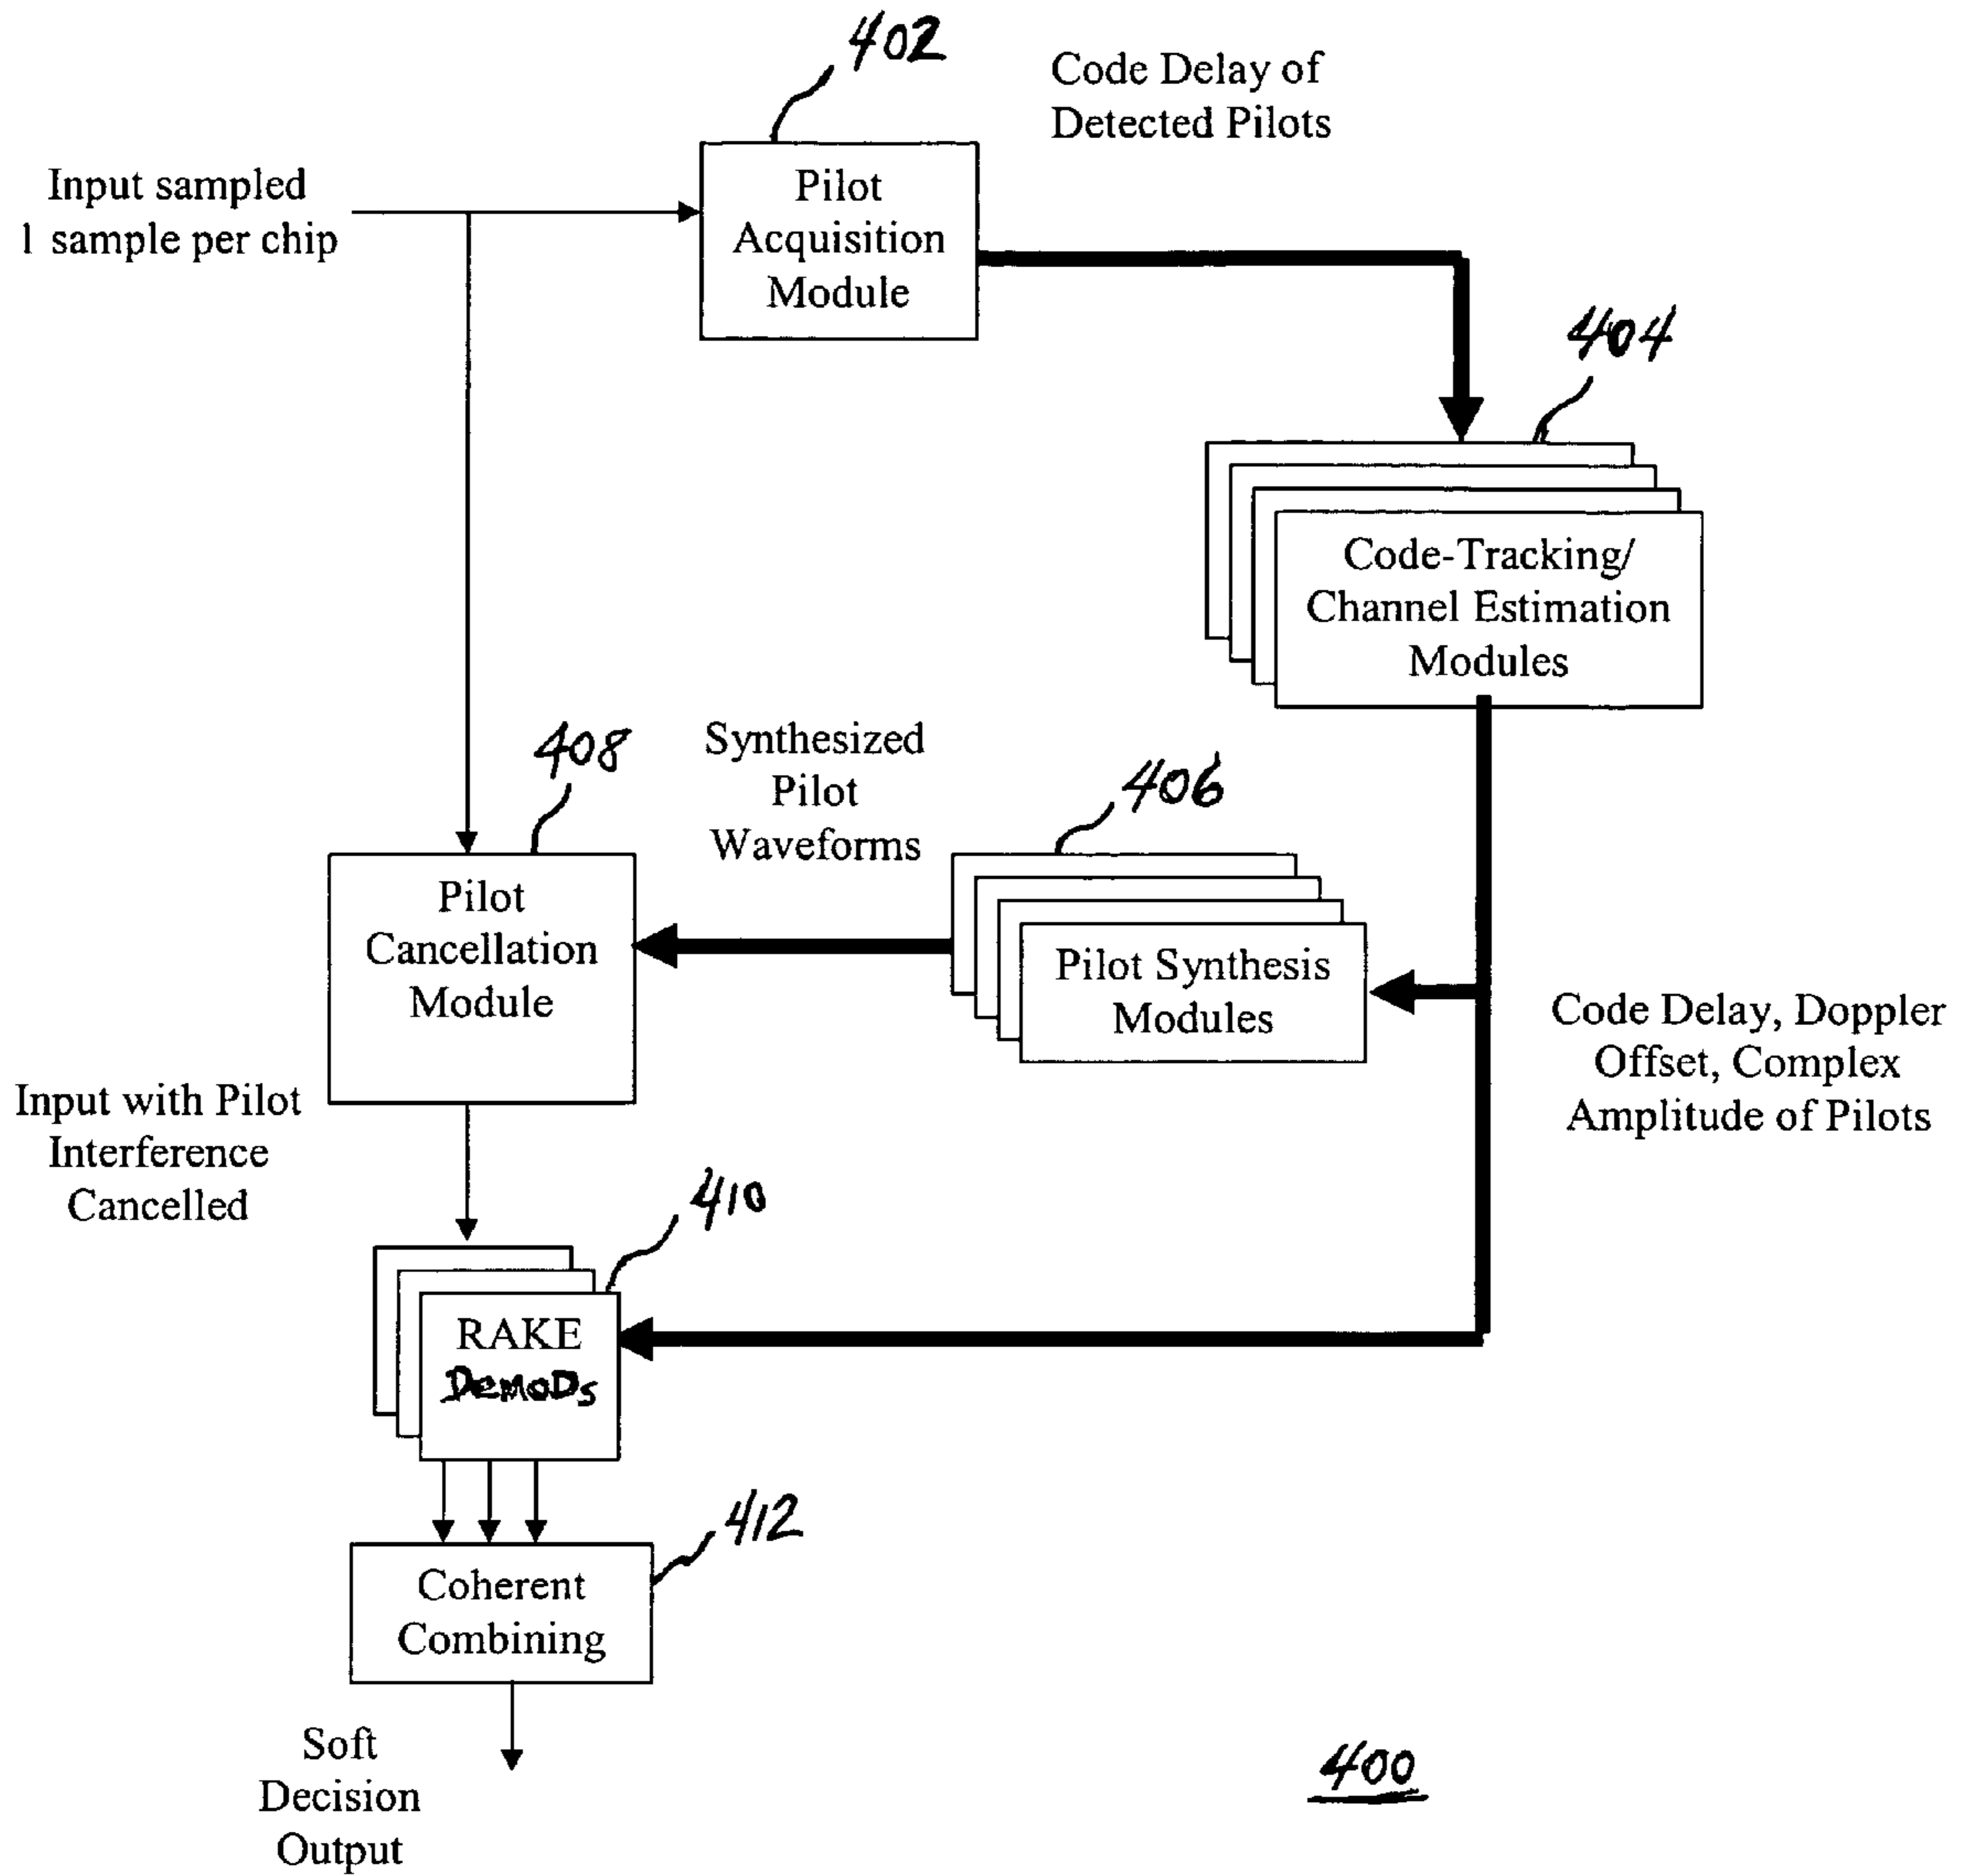 402
Code Delay of
Detected Pilots
Input sampled
1 sample per chip
Pilot
Acquisition
Module
404
Code-Tracking/
Channel Estimation
Modules
408
Synthesized
Pilot
Waveforms
406
Pilot
Cancellation
Module
Pilot Synthesis
Modules
Code Delay, Doppler
Offset, Complex
Amplitude of Pilots
Input with Pilot
Interference
Cancelled
410
RAKE
DeMoDs
412
Coherent
Combining
Soft
Decision
Output
400